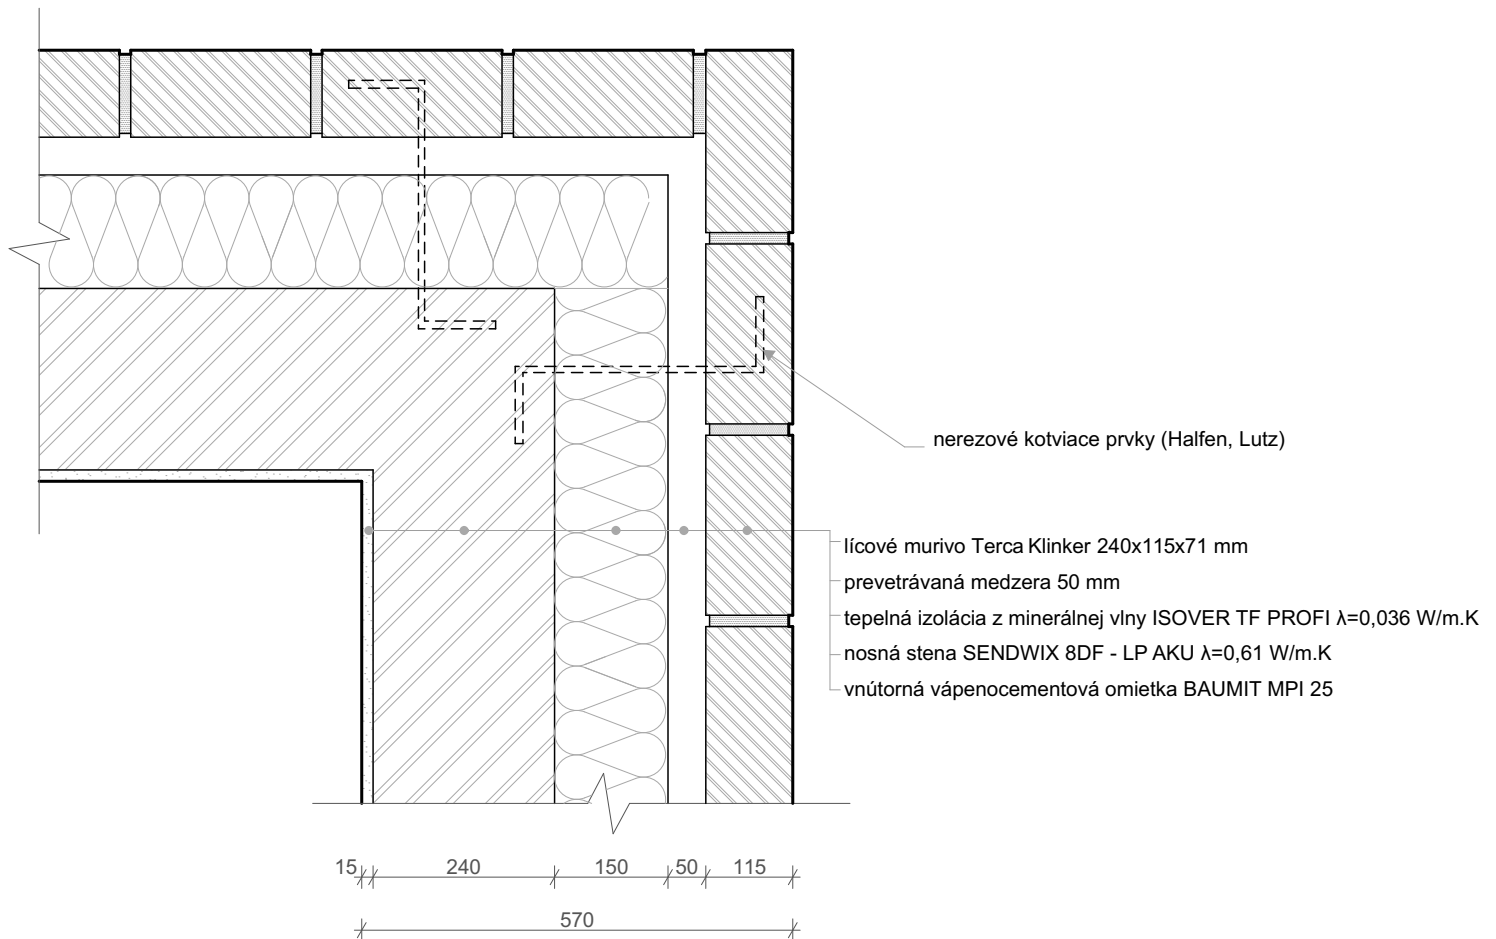 nerezové kotviace prvky (Halfen, Lutz)
lícové murivo Terca Klinker 240x115x71 mm
prevetrávaná medzera 50 mm
tepelná izolácia z minerálnej vlny ISOVER TF PROFI λ=0,036 W/m.K
nosná stena SENDWIX 8DF - LP AKU λ=0,61 W/m.K
vnútorná vápenocementová omietka BAUMIT MPI 25
15 240 150 50 115
570